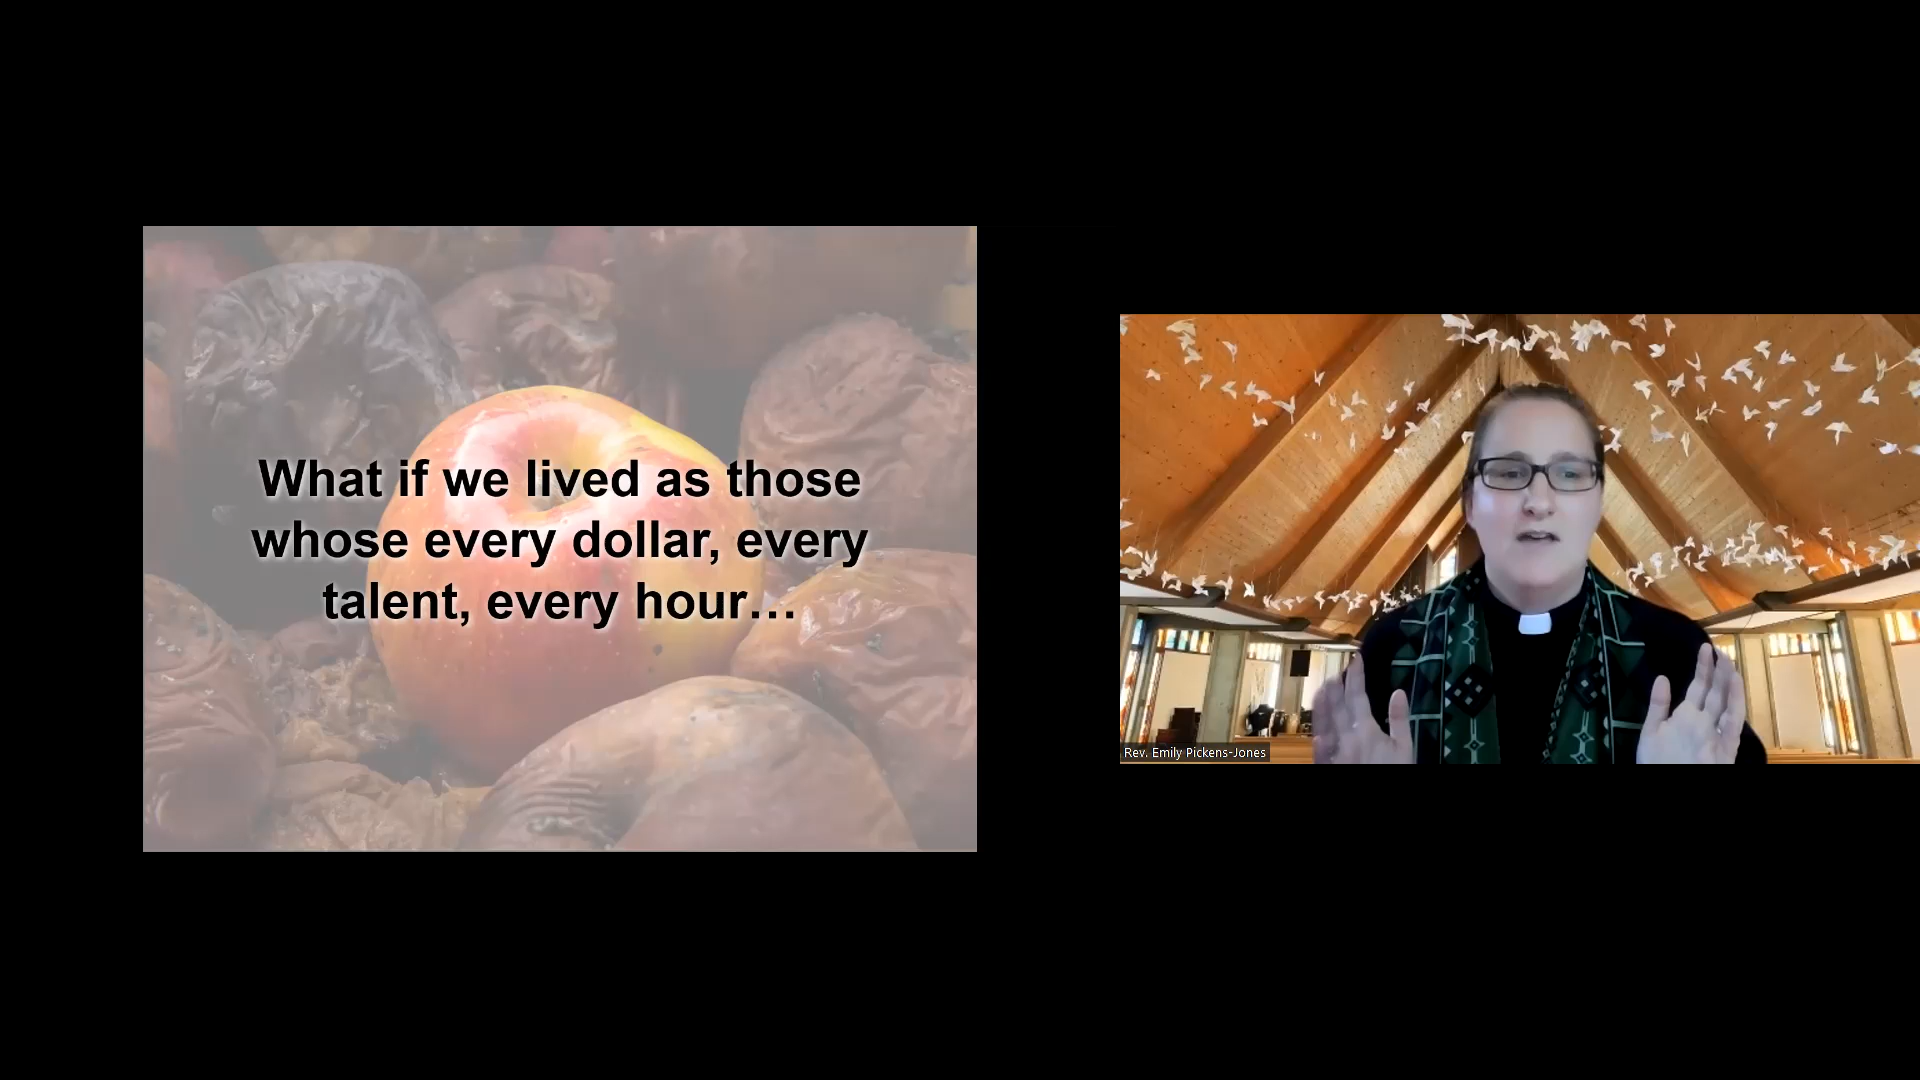 What if we lived as those
whose every dollar, every
talent, every hour…
Rev. Emily Pickens-Jones